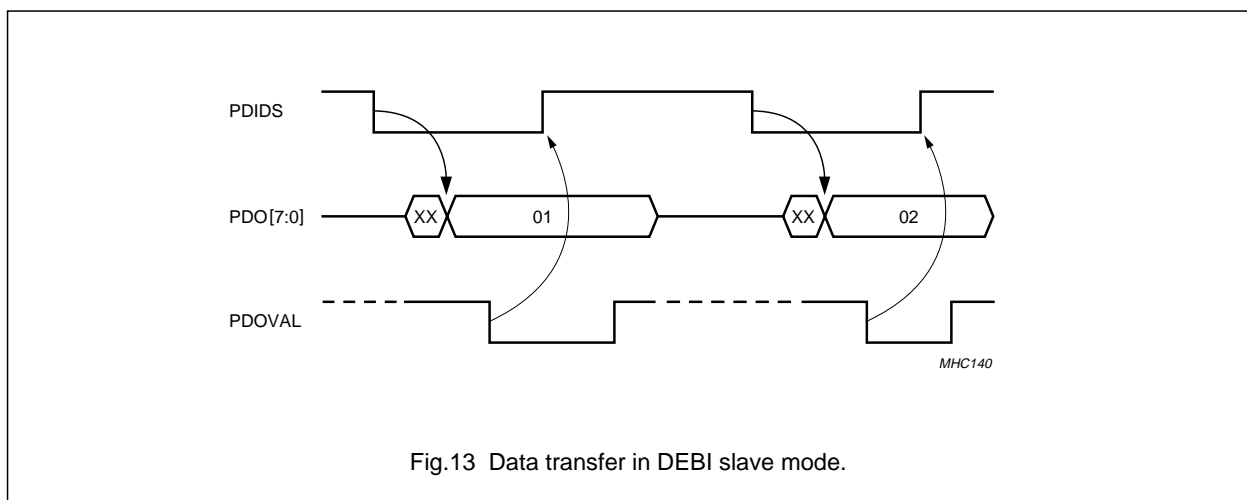 PDIDS
PDO[7:0] XX 01 XX 02
PDOVAL
MHC140
Fig.13 Data transfer in DEBI slave mode.